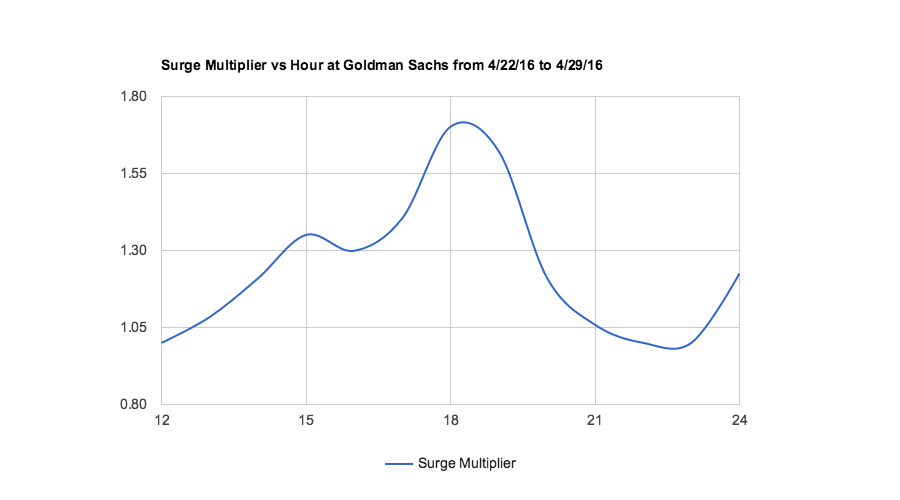 Surge Multiplier vs Hour at Goldman Sachs from 4/22/16 to 4/29/16
1.80
1.55
1.30
1.05
0.80
12 15 18 21 24
Surge Multiplier